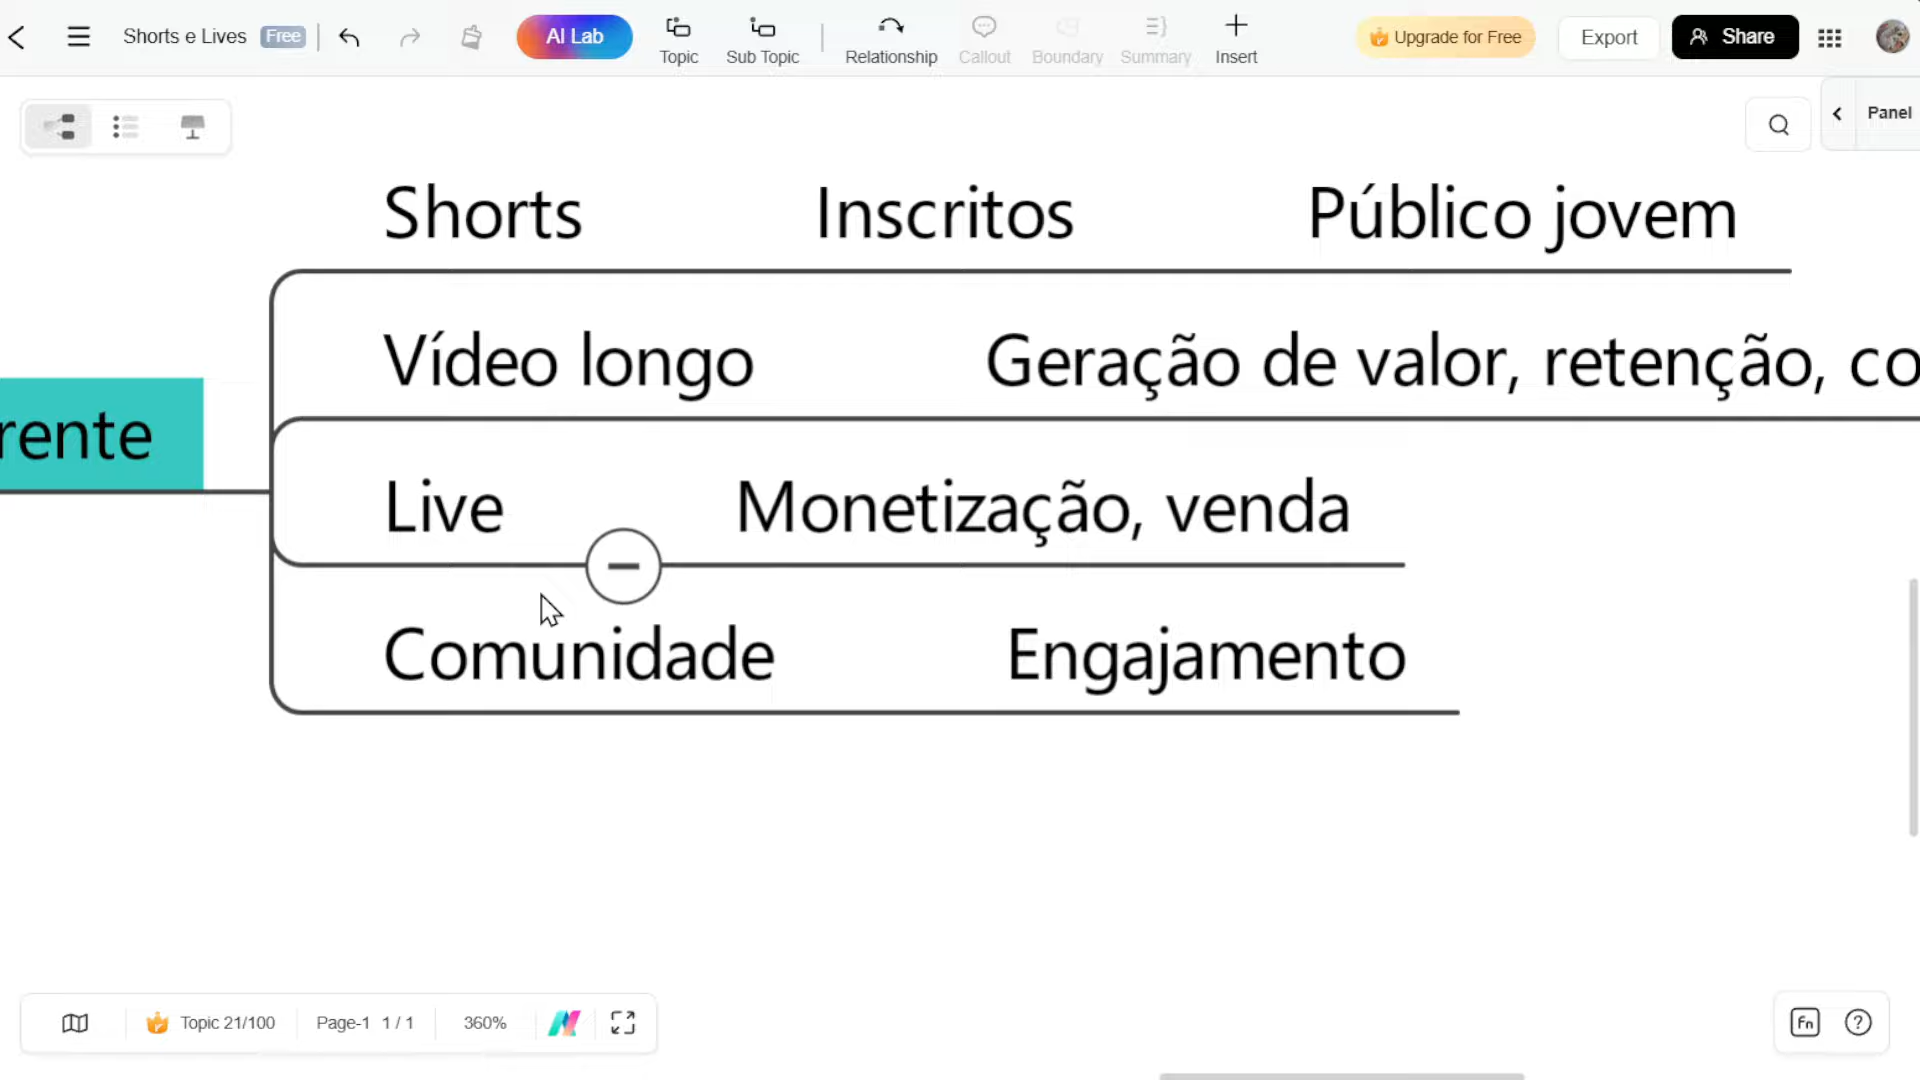 Shorts e Lives Free
AI Lab
Topic
Sub Topic
Relationship
Callout
Boundary
Summary
Insert
Upgrade for Free
Export
Share
Panel
Shorts Inscritos Público jovem
Vídeo longo Geração de valor, retenção, co
rente
Live Monetização, venda
Comunidade Engajamento
Topic 21/100
Page-1 1 / 1
360%
Fn
?